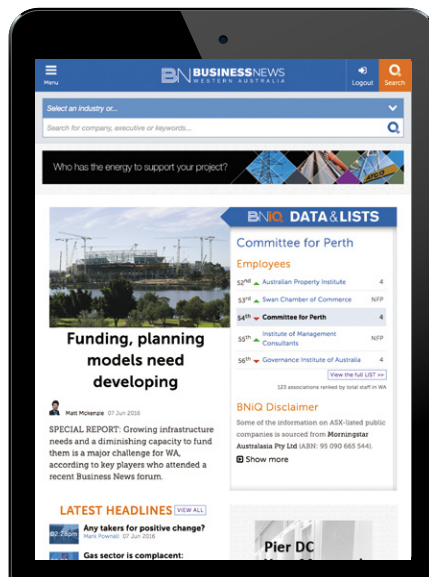 Menu
BN BUSINESSNEWS
WESTERN AUSTRALIA
Logout
Search
Select an industry or...
Search for company, executive or keywords...
Who has the energy to support your project?
ATCO
Funding, planning
models need
developing
Matt Mckenzie 07 Jun 2016
SPECIAL REPORT: Growing infrastructure
needs and a diminishing capacity to fund
them is a major challenge for WA,
according to key players who attended a
recent Business News forum.
LATEST HEADLINES VIEW ALL
02:28pm
Any takers for positive change?
Mark Pownall 07 Jun 2016
Gas sector is complacent:
BNiQ DATA & LISTS
Committee for Perth
Employees
52nd Australian Property Institute 4
53rd Swan Chamber of Commerce NFP
54th Committee for Perth 4
55th Institute of Management
Consultants NFP
56th Governance Institute of Australia 4
View the full LIST >>
123 associations ranked by total staff in WA
BNiQ Disclaimer
Some of the information on ASX-listed public
companies is sourced from Morningstar
Australasia Pty Ltd (ABN: 95 090 665 544).
Show more
Pier DC